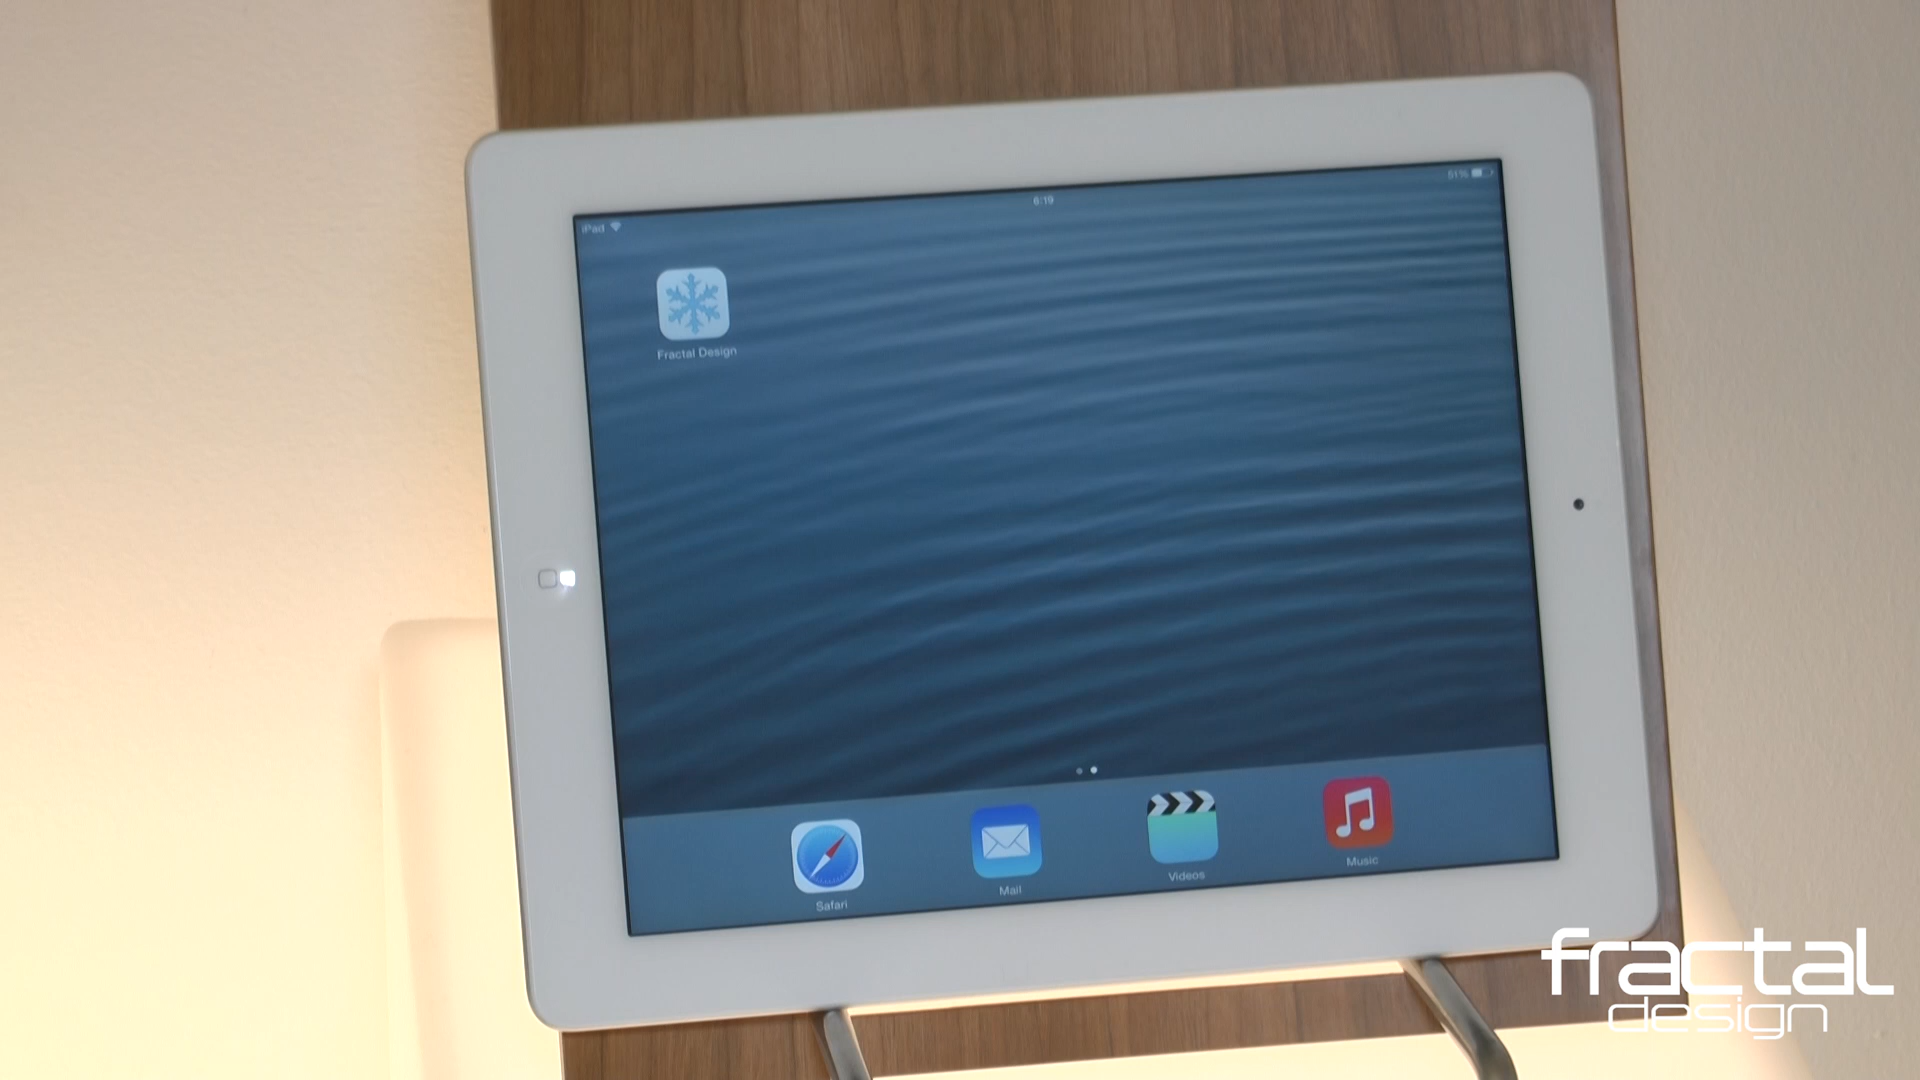 iPad
6:19
51%
Fractal Design
Safari
Mail
Videos
Music
fractal
design